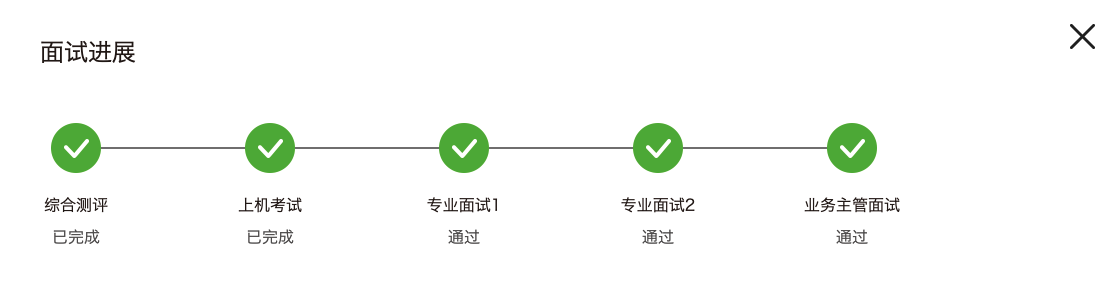 面试进展
综合测评
已完成
上机考试
已完成
专业面试1
通过
专业面试2
通过
业务主管面试
通过